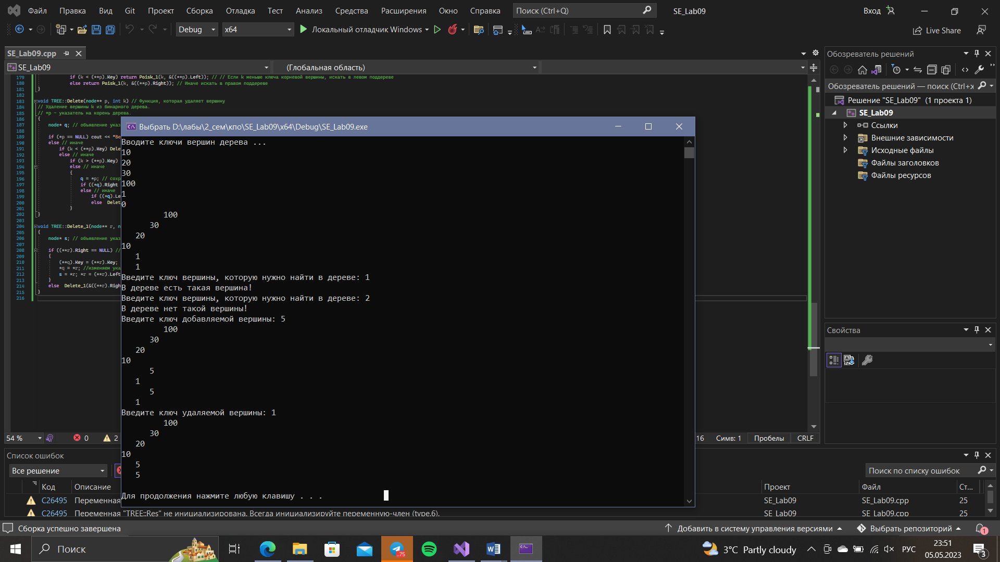 Файл Правка Вид Git Проект Сборка Отладка Тест Анализ Средства Расширения Окно Справка Поиск (Ctrl+Q) SE_Lab09 Вход
Debug x64 Локальный отладчик Windows Live Share
SE_Lab09.cpp
SE_Lab09 (Глобальная область)
179 if (k < (**p).Key) return Poisk_1(k, &((**p).Left)); // // Если k меньше ключа корневой вершины, искать в левом поддереве
180 else return Poisk_1(k, &((**p).Right)); // Иначе искать в правом поддереве
181 }
182
183 void TREE::Delete(node** p, int k) // Функция, которая удаляет вершину
184 // Удаление вершины k из бинарного дерева.
185 // *p - указатель на корень дерева.
186 {
187 node* q; // объявление указ
188
189 if (*p == NULL) cout << "Ве
190 else // иначе
191 if (k < (**p).Key) Dele
192 else // иначе
193 if (k > (**p).Key)
194 else // иначе
195 {
196 q = *p; // сохр
197 if ((*q).Right
198 else // иначе
199 if ((*q).Le
200 else Delet
201 }
202 }
203
204 void TREE::Delete_1(node** r, n
205 {
206 node* s; // объявление указ
207
208 if ((**r).Right == NULL) //
209 {
210 (**q).Key = (**r).Key;
211 *q = *r; //изменяем ука
212 s = *r; *r = (**r).Left
213 }
214 else Delete_1(&((**r).Righ
215 }
216
Выбрать D:\лабы\2_сем\кпо\SE_Lab09\x64\Debug\SE_Lab09.exe
Вводите ключи вершин дерева ...
10
20
30
100
1
0
100
30
20
10
1
1
Введите ключ вершины, которую нужно найти в дереве: 1
В дереве есть такая вершина!
Введите ключ вершины, которую нужно найти в дереве: 2
В дереве нет такой вершины!
Введите ключ добавляемой вершины: 5
100
30
20
10
5
1
5
1
Введите ключ удаляемой вершины: 1
100
30
20
10
5
5
Для продолжения нажмите любую клавишу . . .
Обозреватель решений
Обозреватель решений — поиск (Ctrl+ж
Решение "SE_Lab09" (1 проекта 1)
SE_Lab09
Ссылки
Внешние зависимости
Исходные файлы
Файлы заголовков
Файлы ресурсов
Свойства
54 % 0 2 16 Симв: 1 Пробелы CRLF
Список ошибок
Все решение Поиск по списку ошибок
Код Описание Проект Файл Ст...
C26495 Переменная SE_Lab09 SE_Lab09.cpp 25
C26495 Переменная "TREE::Res" не инициализирована. Всегда инициализируйте переменную-член (type.6). SE_Lab09 SE_Lab09.cpp 25
Сборка успешно завершена Добавить в систему управления версиями Выбрать репозиторий 1
Поиск ..75 3°C Partly cloudy РУС 23:51
05.05.2023 3